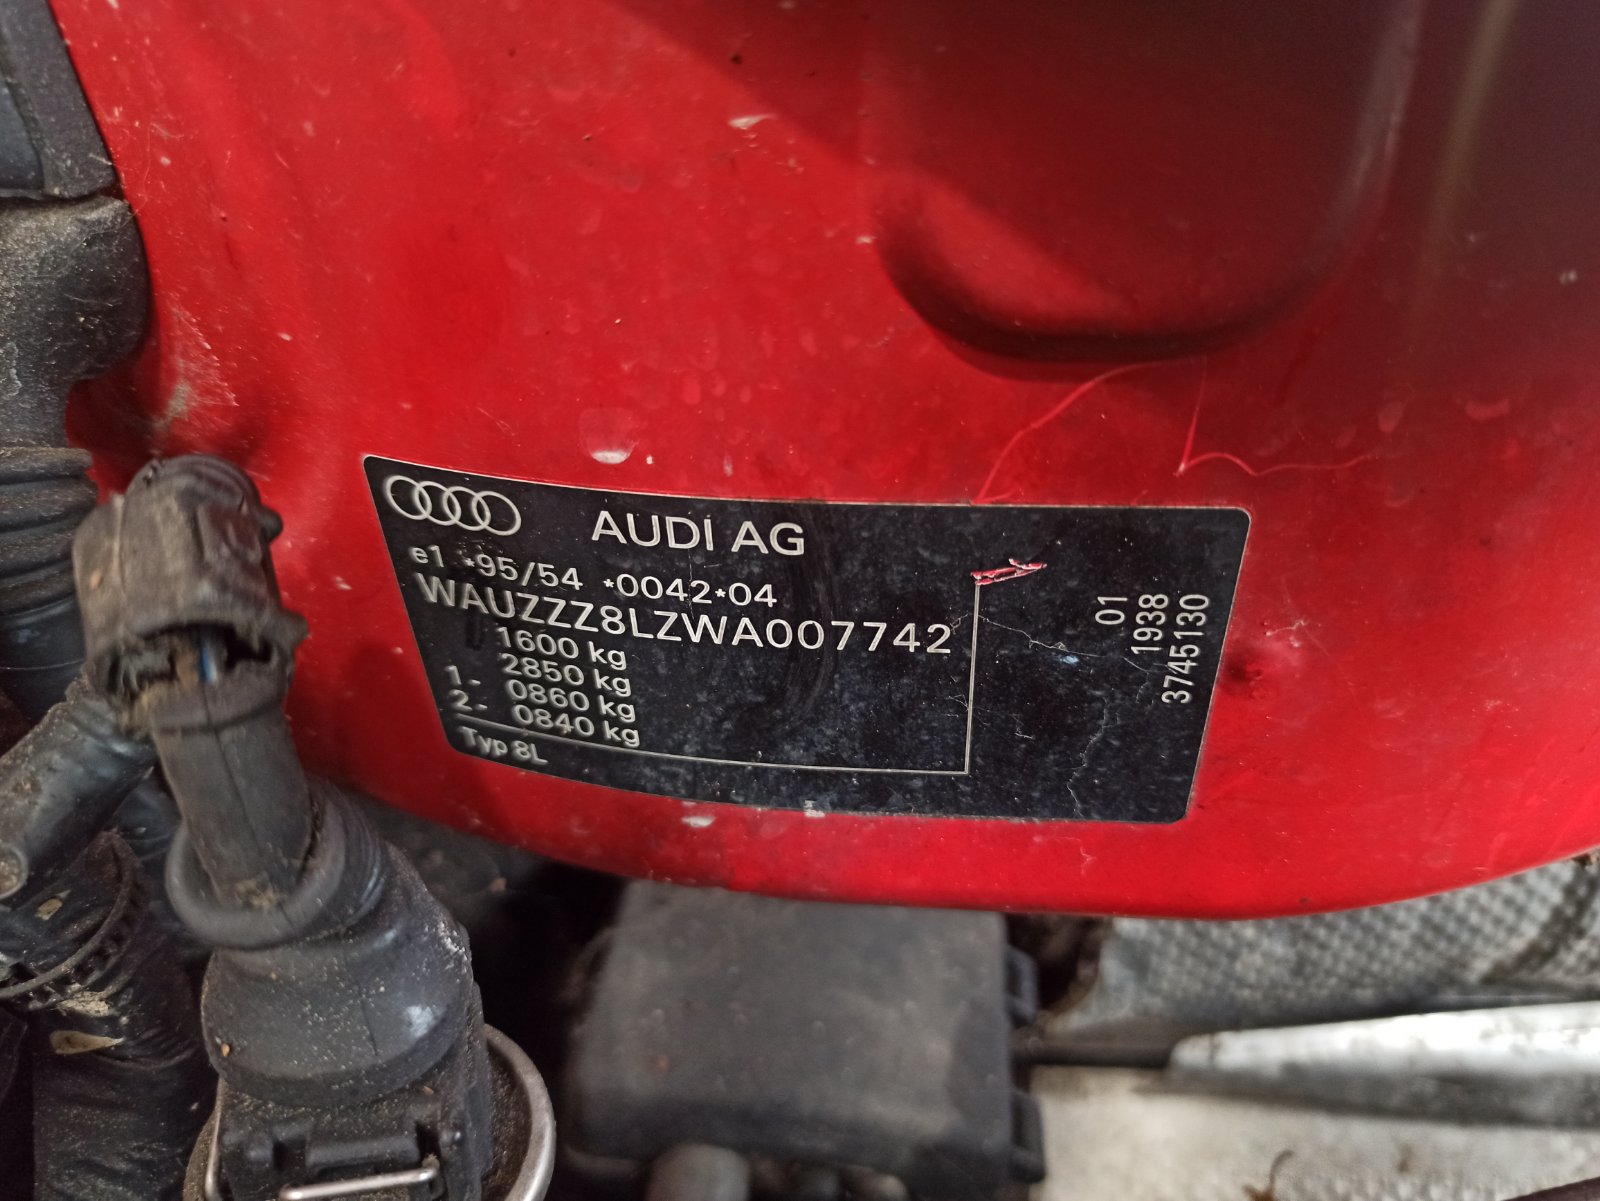 AUDI AG
e1 *95/54 *0042*04
WAUZZZ8LZWA007742
1600 kg
2850 kg
1 - 0860 kg
2 - 0840 kg
Typ 8L
01
1938
3745130